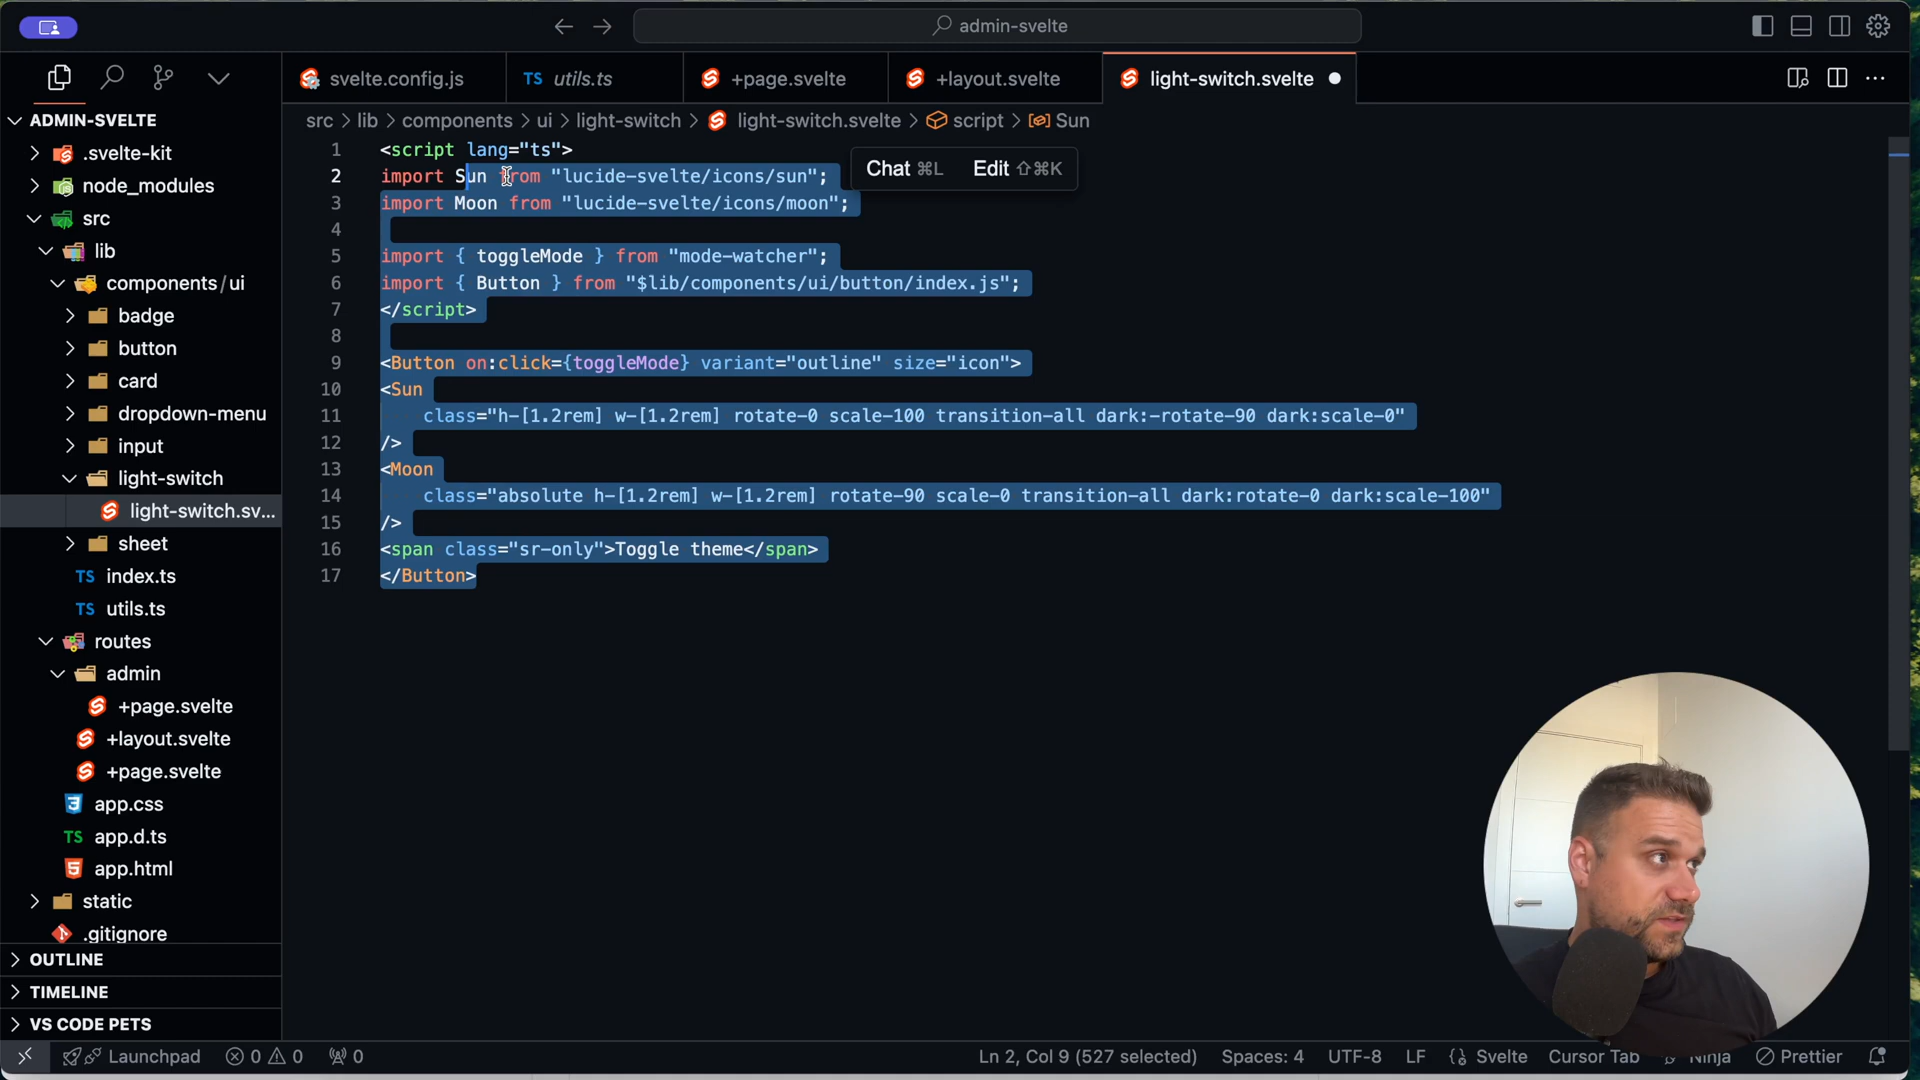 admin-svelte
svelte.config.js
TS utils.ts
+page.svelte
+layout.svelte
light-switch.svelte
ADMIN-SVELTE
.svelte-kit
node_modules
src
lib
components/ui
badge
button
card
dropdown-menu
input
light-switch
light-switch.sv...
sheet
TS index.ts
TS utils.ts
routes
admin
+page.svelte
+layout.svelte
+page.svelte
app.css
TS app.d.ts
app.html
static
.gitignore
OUTLINE
TIMELINE
VS CODE PETS
src > lib > components > ui > light-switch > light-switch.svelte > script > Sun
Chat ⌘L Edit ⇧⌘K
1 <script lang="ts">
2 import Sun from "lucide-svelte/icons/sun";
3 import Moon from "lucide-svelte/icons/moon";
4
5 import { toggleMode } from "mode-watcher";
6 import { Button } from "$lib/components/ui/button/index.js";
7 </script>
8
9 <Button on:click={toggleMode} variant="outline" size="icon">
10 <Sun
11 class="h-[1.2rem] w-[1.2rem] rotate-0 scale-100 transition-all dark:-rotate-90 dark:scale-0"
12 />
13 <Moon
14 class="absolute h-[1.2rem] w-[1.2rem] rotate-90 scale-0 transition-all dark:rotate-0 dark:scale-100"
15 />
16 <span class="sr-only">Toggle theme</span>
17 </Button>
Launchpad 0 0 0
Ln 2, Col 9 (527 selected) Spaces: 4 UTF-8 LF Svelte Cursor Tab Ninja Prettier